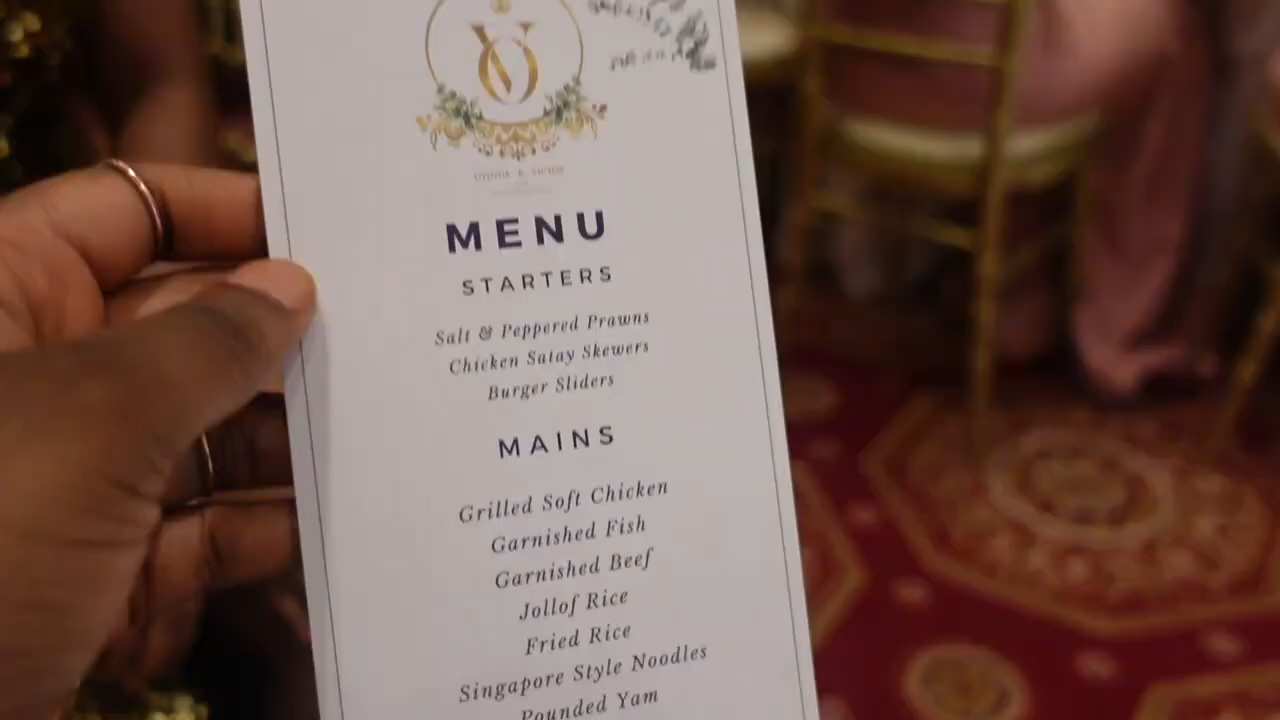 MENU
STARTERS
Salt & Peppered Prawns
Chicken Satay Skewers
Burger Sliders
MAINS
Grilled Soft Chicken
Garnished Fish
Garnished Beef
Jollof Rice
Fried Rice
Singapore Style Noodles
Pounded Yam